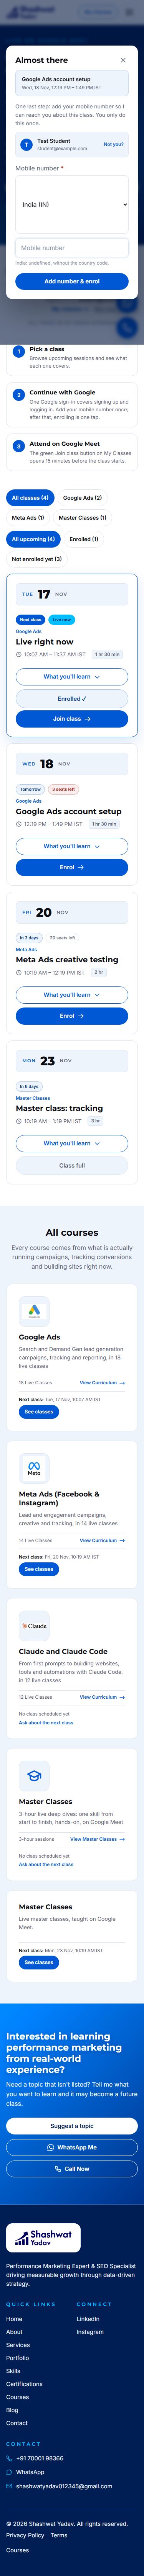 Almost there
Google Ads account setup
Wed, 18 Nov, 12:19 PM – 1:49 PM IST
One last step: add your mobile number so I
can reach you about this class. You only do
this once.
T
Test Student
student@example.com
Not you?
Mobile number *
India (IN)
Mobile number
India: undefined, without the country code.
Add number & enrol
1
Pick a class
Browse upcoming sessions and see what
each one covers.
2
Continue with Google
One Google sign in covers signing up and
logging in. Add your mobile number once;
after that, enrolling is one tap.
3
Attend on Google Meet
The green Join class button on My Classes
opens 15 minutes before the class starts.
All classes (4)
Google Ads (2)
Meta Ads (1)
Master Classes (1)
All upcoming (4)
Enrolled (1)
Not enrolled yet (3)
TUE 17 NOV
Next class
Live now
Google Ads
Live right now
10:07 AM – 11:37 AM IST
1 hr 30 min
What you'll learn
Enrolled ✓
Join class →
WED 18 NOV
Tomorrow
3 seats left
Google Ads
Google Ads account setup
12:19 PM – 1:49 PM IST
1 hr 30 min
What you'll learn
Enrol →
FRI 20 NOV
In 3 days
20 seats left
Meta Ads
Meta Ads creative testing
10:19 AM – 12:19 PM IST
2 hr
What you'll learn
Enrol →
MON 23 NOV
In 6 days
Master Classes
Master class: tracking
10:19 AM – 1:19 PM IST
3 hr
What you'll learn
Class full
All courses
Every course comes from what is actually
running campaigns, tracking conversions
and building sites right now.
Google Ads
Search and Demand Gen lead generation
campaigns, tracking and reporting, in 18
live classes
18 Live Classes
View Curriculum →
Next class: Tue, 17 Nov, 10:07 AM IST
See classes
Meta
Meta Ads (Facebook &
Instagram)
Lead and engagement campaigns,
creative and tracking, in 14 live classes
14 Live Classes
View Curriculum →
Next class: Fri, 20 Nov, 10:19 AM IST
See classes
Claude
Claude and Claude Code
From first prompts to building websites,
tools and automations with Claude Code,
in 12 live classes
12 Live Classes
View Curriculum →
No class scheduled yet
Ask about the next class
Master Classes
3-hour live deep dives: one skill from
start to finish, hands-on, on Google Meet
3-hour sessions
View Master Classes →
No class scheduled yet
Ask about the next class
Master Classes
Live master classes, taught on Google
Meet.
Next class: Mon, 23 Nov, 10:19 AM IST
See classes
Interested in learning
performance marketing
from real-world
experience?
Need a topic that isn't listed? Tell me what
you want to learn and it may become a future
class.
Suggest a topic
WhatsApp Me
Call Now
Shashwat
Yadav
Performance Marketing Expert & SEO Specialist
driving measurable growth through data-driven
strategy.
QUICK LINKS
CONNECT
Home
LinkedIn
About
Instagram
Services
Portfolio
Skills
Certifications
Courses
Blog
Contact
CONTACT
+91 70001 98366
WhatsApp
shashwatyadav012345@gmail.com
© 2026 Shashwat Yadav. All rights reserved.
Privacy Policy
Terms
Courses